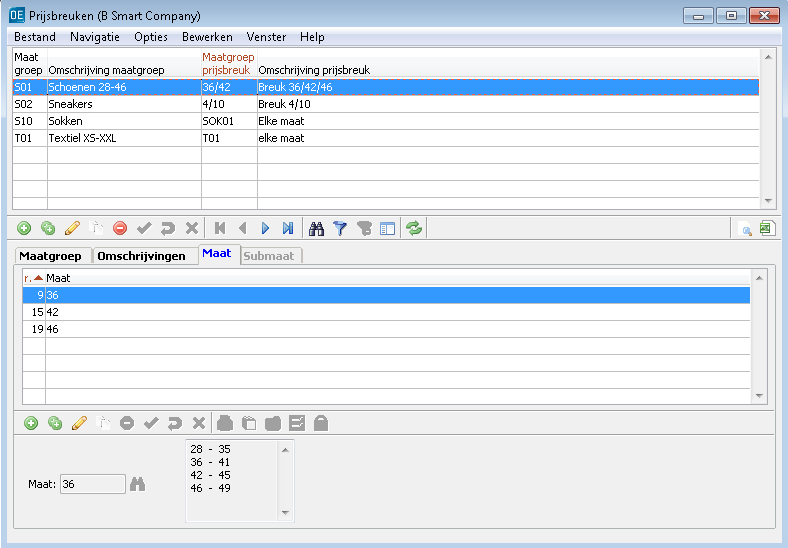 OE Prijsbreuken (B Smart Company)
Bestand Navigatie Opties Bewerken Venster Help
Maat groep Omschrijving maatgroep Maatgroep prijsbreuk Omschrijving prijsbreuk
S01 Schoenen 28-46 36/42 Breuk 36/42/46
S02 Sneakers 4/10 Breuk 4/10
S10 Sokken SOK01 Elke maat
T01 Textiel XS-XXL T01 elke maat
Maatgroep Omschrijvingen Maat Submaat
r. Maat
9 36
15 42
19 46
28 - 35
36 - 41
42 - 45
46 - 49
Maat: 36